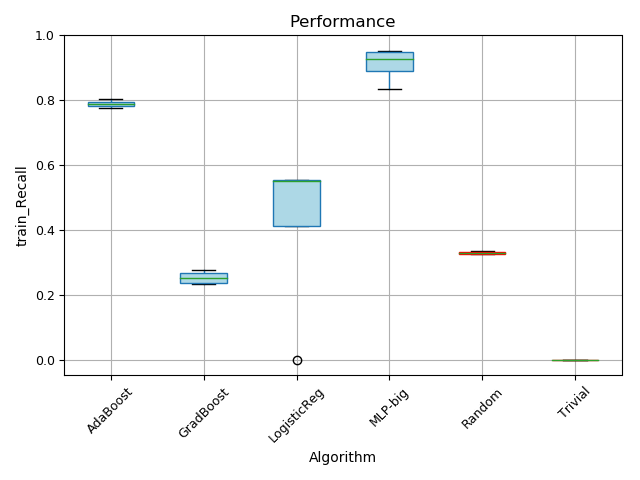 Performance
1.0
0.8
0.6
0.4
0.2
0.0
train_Recall
AdaBoost
GradBoost
LogisticReg
MLP-big
Random
Trivial
Algorithm